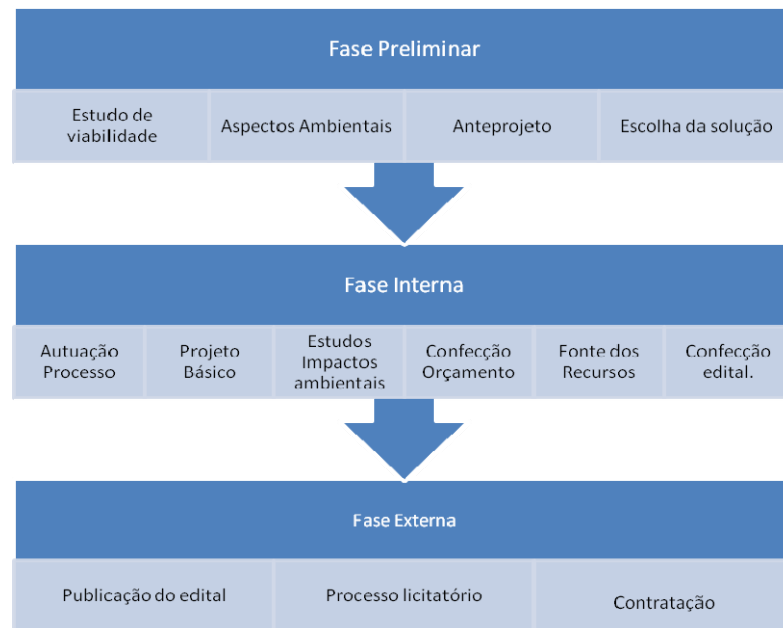 Fase Preliminar
Estudo de
viabilidade
Aspectos Ambientais
Anteprojeto
Escolha da solução
Fase Interna
Autuação
Processo
Projeto
Básico
Estudos
Impactos
ambientais
Confecção
Orçamento
Fonte dos
Recursos
Confecção
edital.
Fase Externa
Publicação do edital
Processo licitatório
Contratação